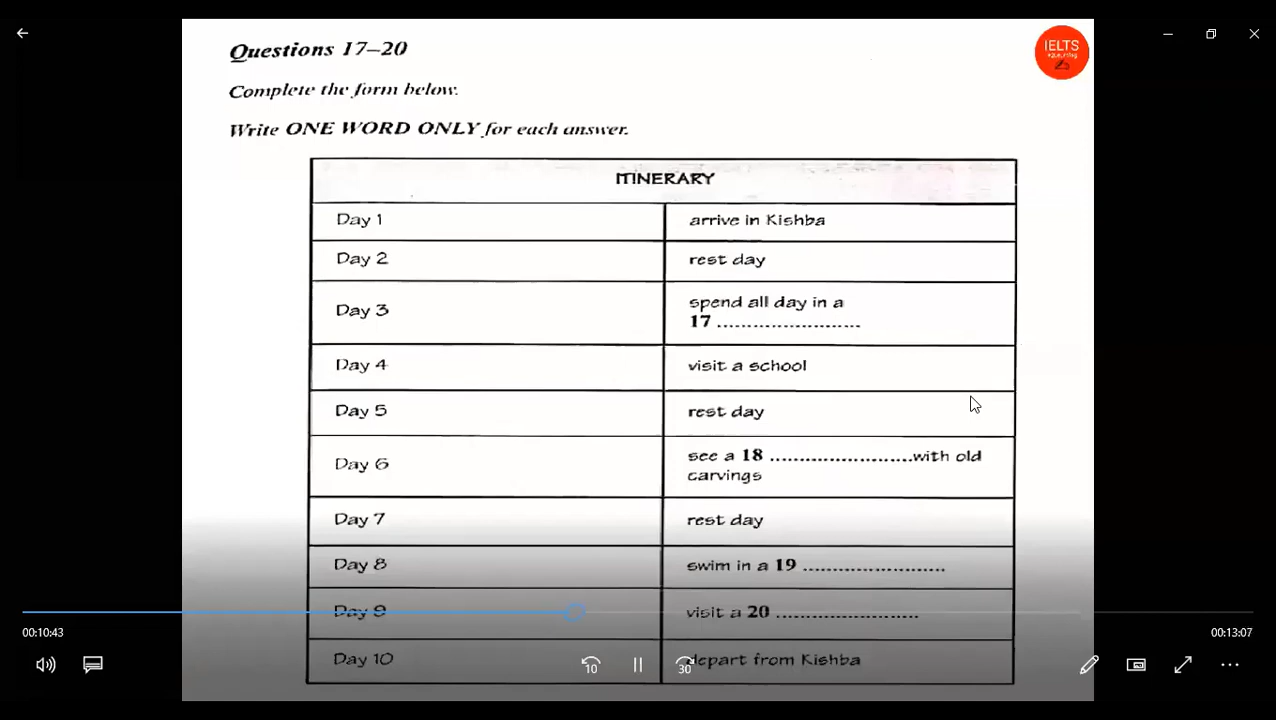 Questions 17–20
IELTS
Complete the form below.
Write ONE WORD ONLY for each answer.
ITINERARY
Day 1 arrive in Kishba
Day 2 rest day
Day 3 spend all day in a
17 ........................
Day 4 visit a school
Day 5 rest day
Day 6 see a 18 ........................with old
carvings
Day 7 rest day
Day 8 swim in a 19 ........................
Day 9 visit a 20 ........................
00:10:43 00:13:07
Day 10 depart from Kishba
10 30